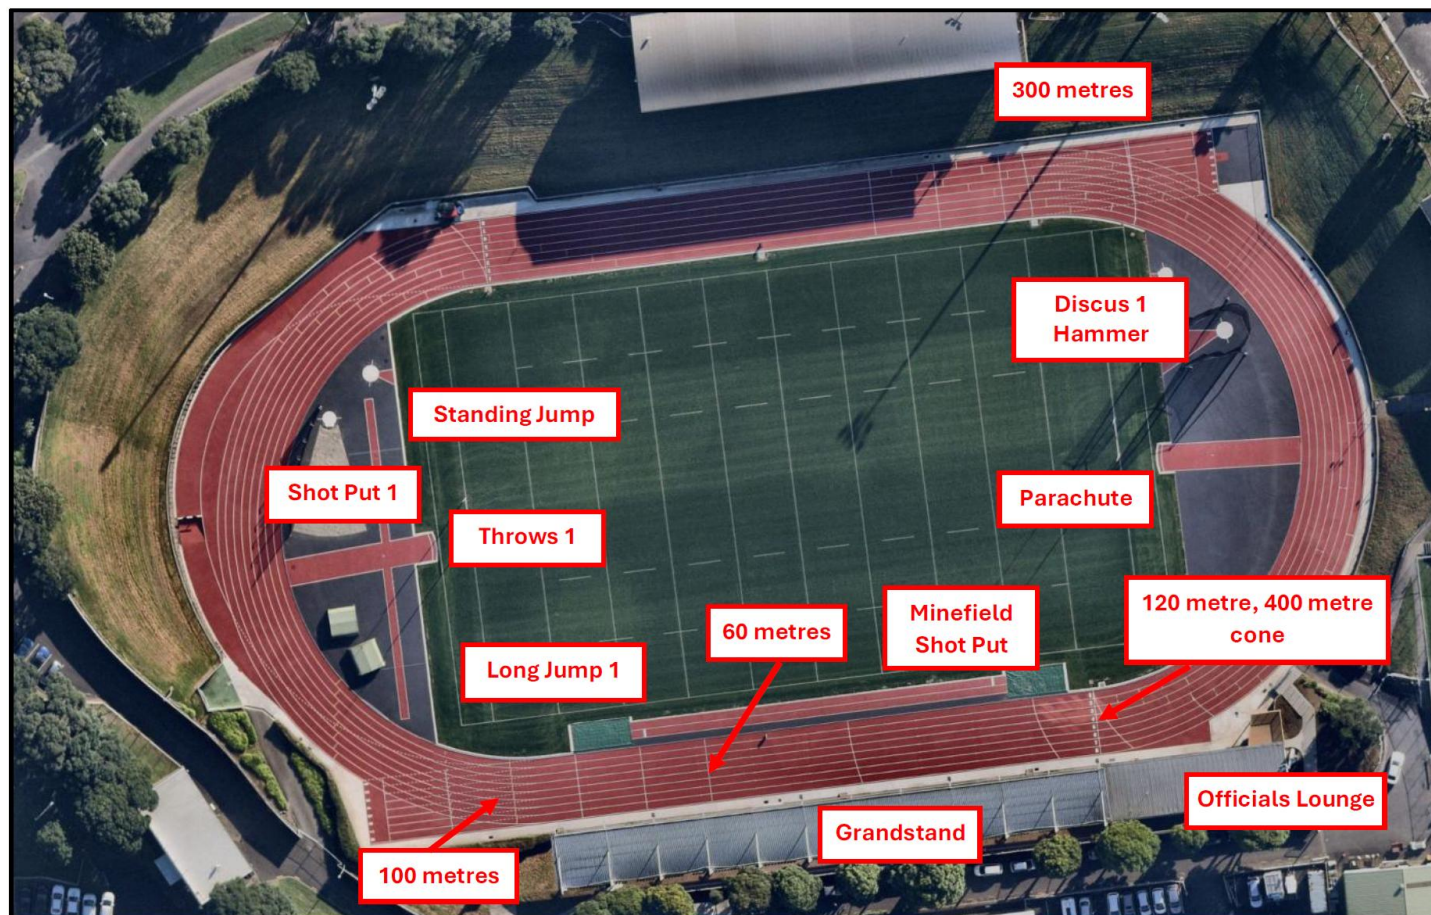 300 metres
Discus 1
Hammer
Standing Jump
Shot Put 1
Parachute
Throws 1
120 metre, 400 metre
cone
Minefield
Shot Put
60 metres
Long Jump 1
Officials Lounge
Grandstand
100 metres